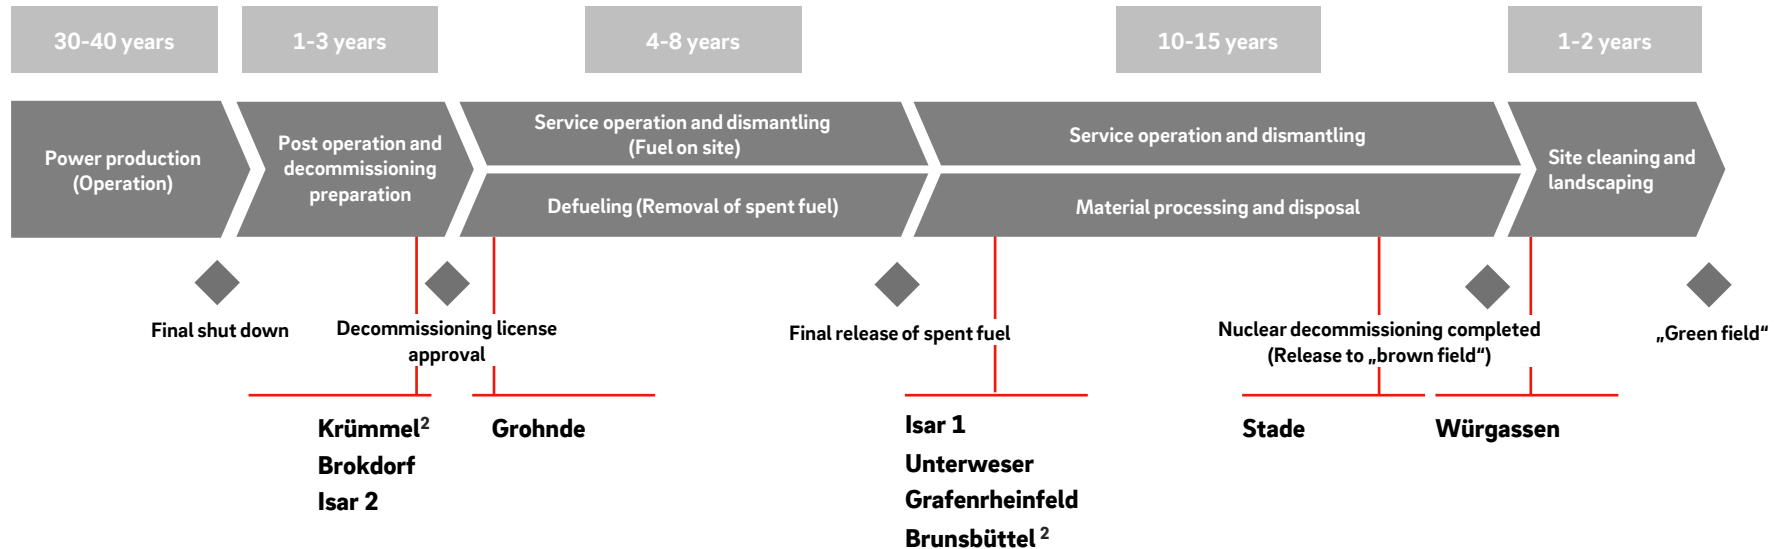 30-40 years
1-3 years
4-8 years
10-15 years
1-2 years
Power production
(Operation)
Post operation and
decommissioning
preparation
Service operation and dismantling
(Fuel on site)
Defueling (Removal of spent fuel)
Service operation and dismantling
Material processing and disposal
Site cleaning and
landscaping
Final shut down
Decommissioning license
approval
Final release of spent fuel
Nuclear decommissioning completed
(Release to „brown field“)
„Green field“
Krümmel²
Brokdorf
Isar 2
Grohnde
Isar 1
Unterweser
Grafenrheinfeld
Brunsbüttel ²
Stade
Würgassen